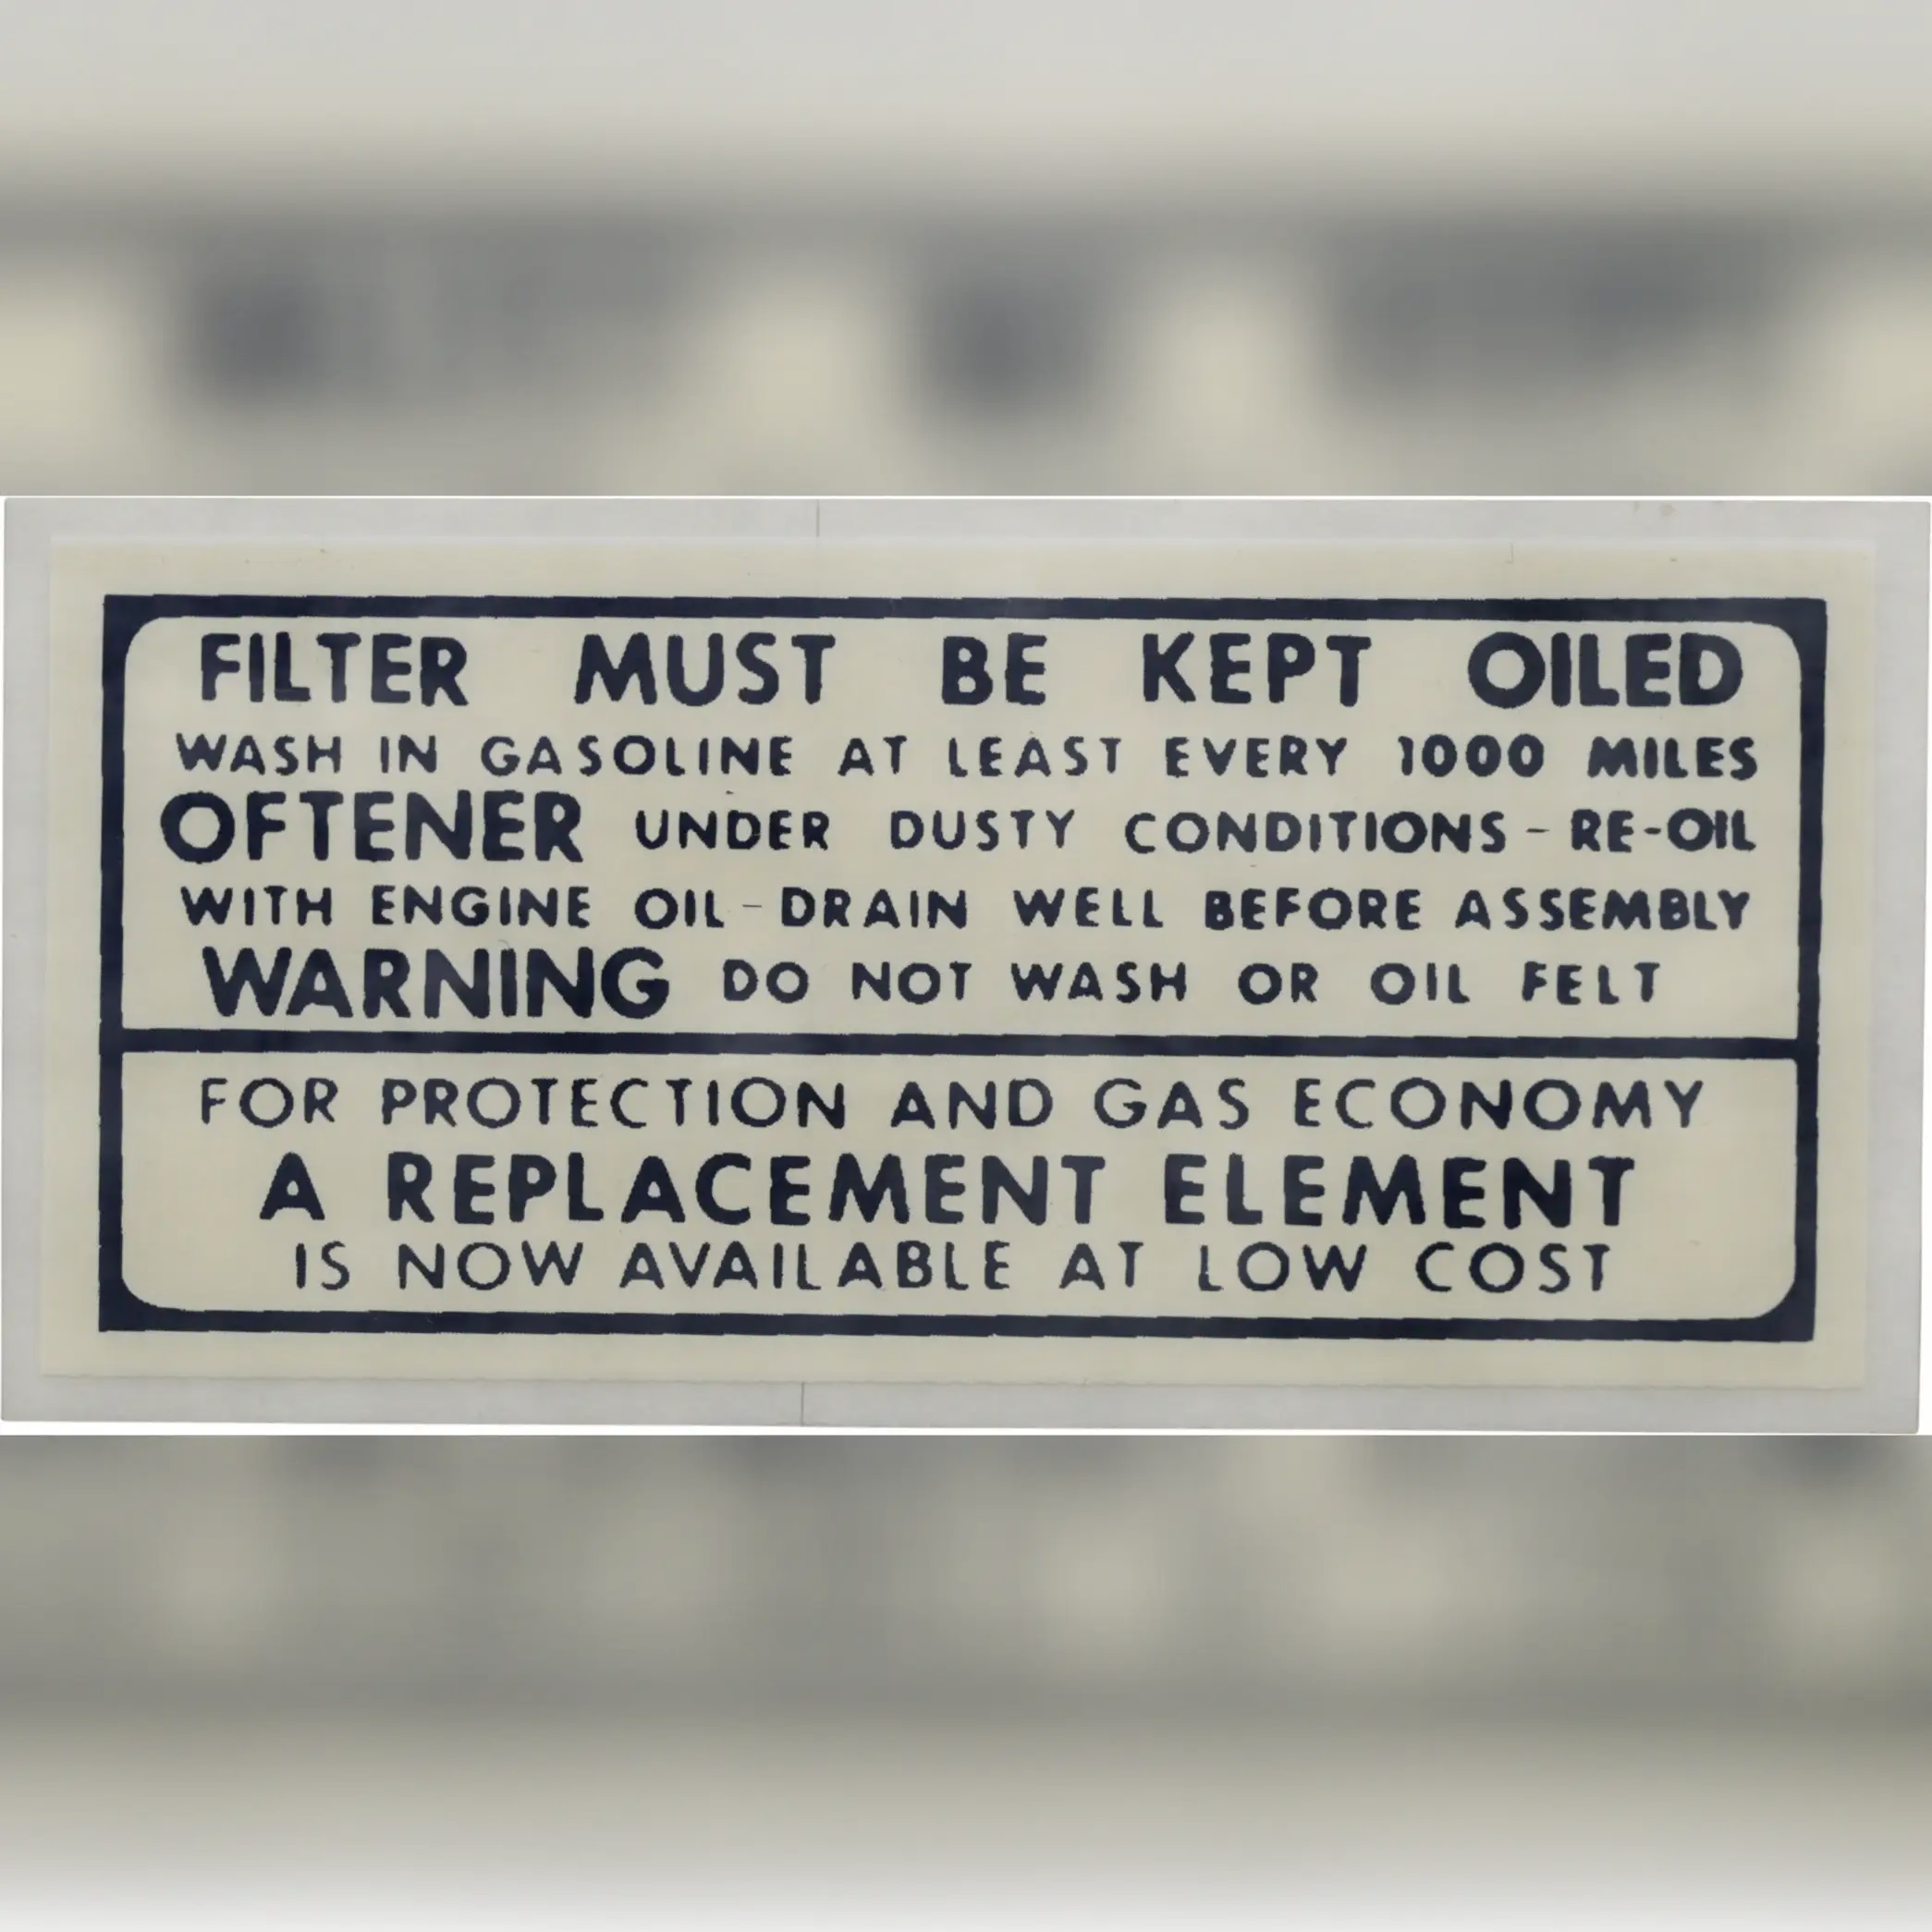 FILTER MUST BE KEPT OILED
WASH IN GASOLINE AT LEAST EVERY 1000 MILES
OFTENER UNDER DUSTY CONDITIONS - RE-OIL
WITH ENGINE OIL - DRAIN WELL BEFORE ASSEMBLY
WARNING DO NOT WASH OR OIL FELT
FOR PROTECTION AND GAS ECONOMY
A REPLACEMENT ELEMENT
IS NOW AVAILABLE AT LOW COST